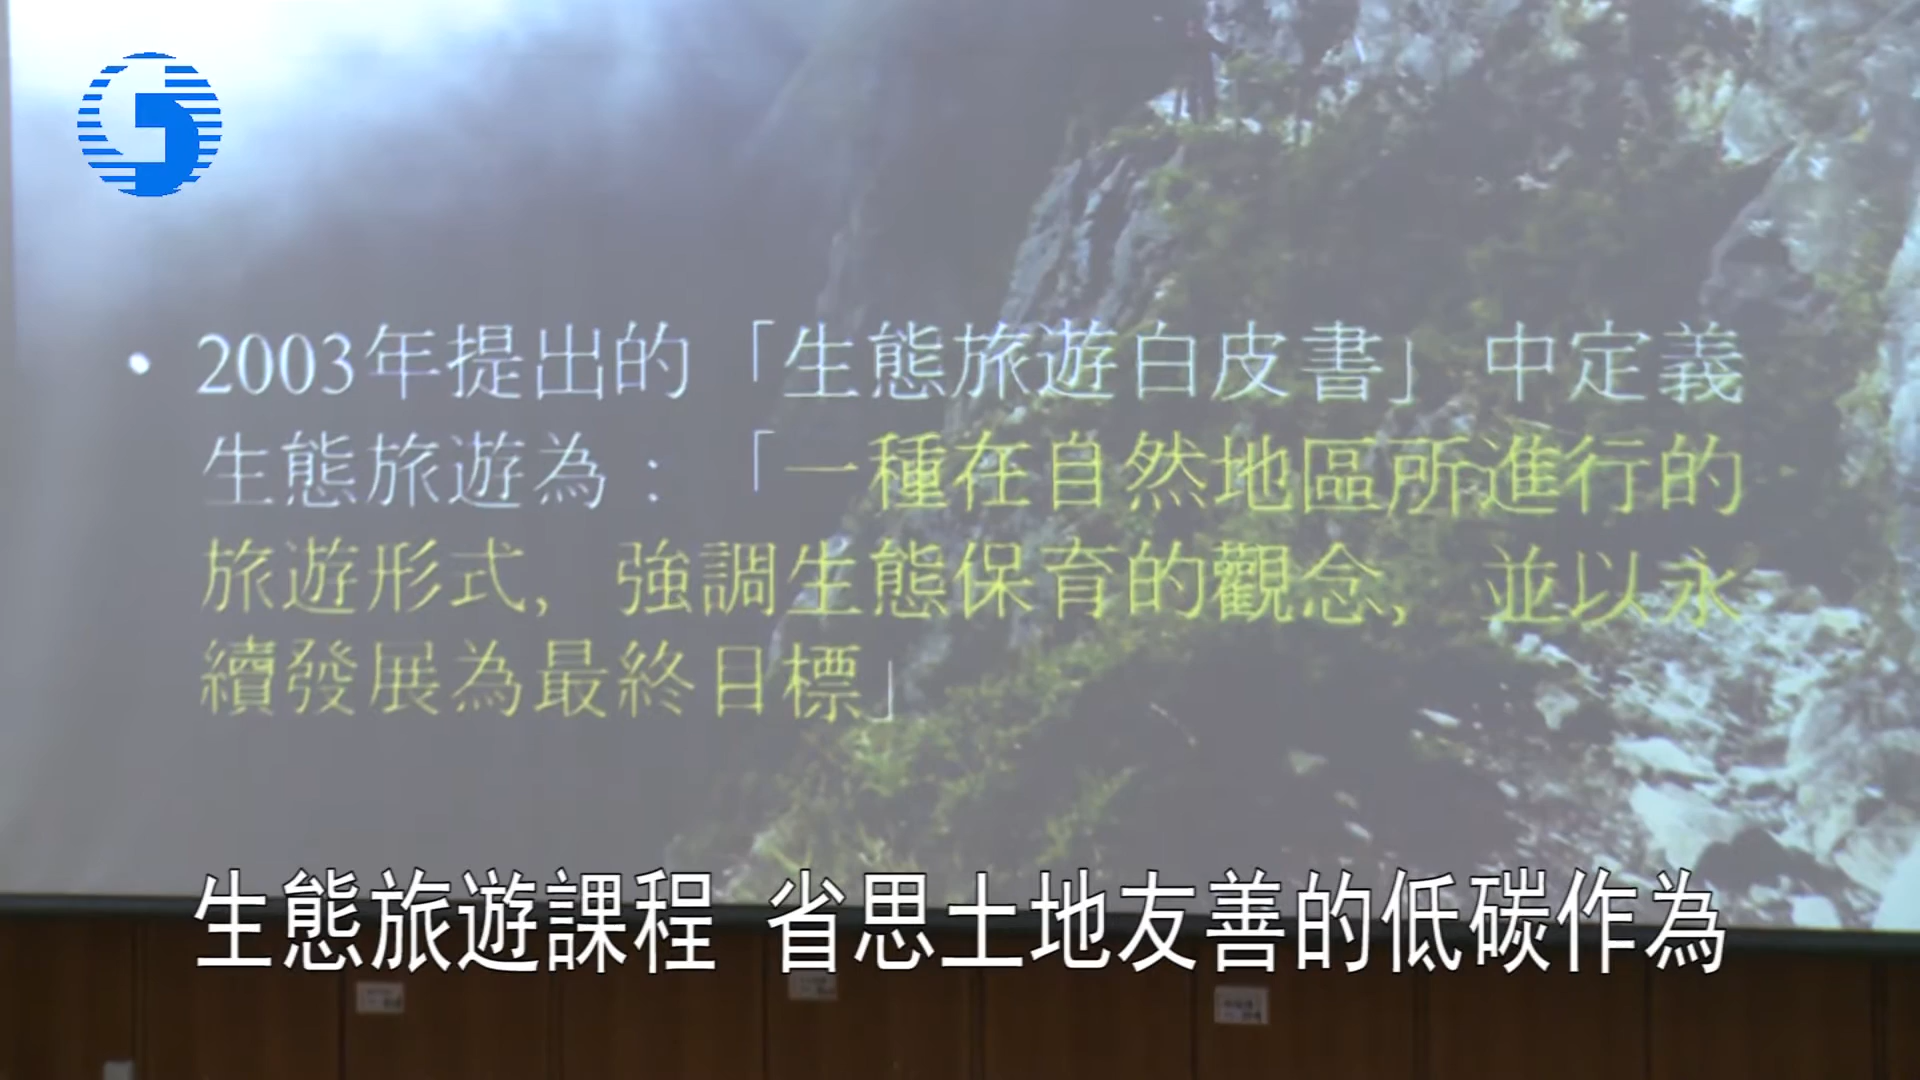 • 2003年提出的「生態旅遊白皮書」中定義
生態旅遊為：「一種在自然地區所進行的
旅遊形式，強調生態保育的觀念，並以永
續發展為最終目標」
生態旅遊課程 省思土地友善的低碳作為